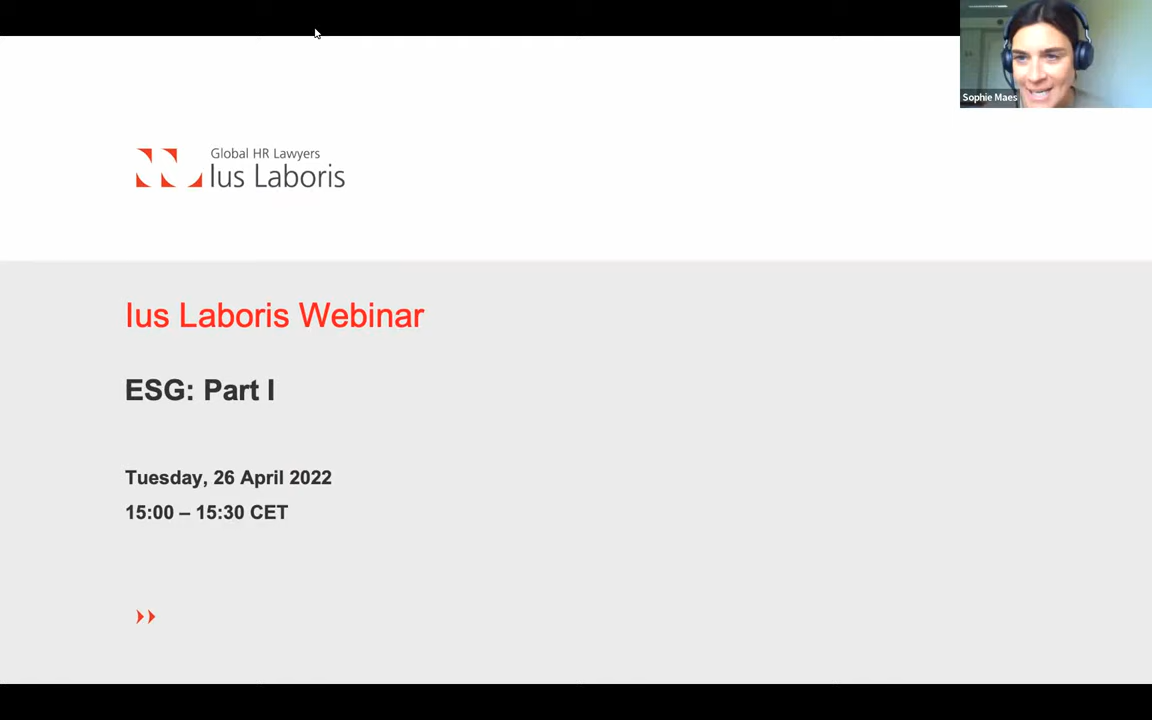 Sophie Maes
Global HR Lawyers
Ius Laboris
Ius Laboris Webinar
ESG: Part I
Tuesday, 26 April 2022
15:00 – 15:30 CET